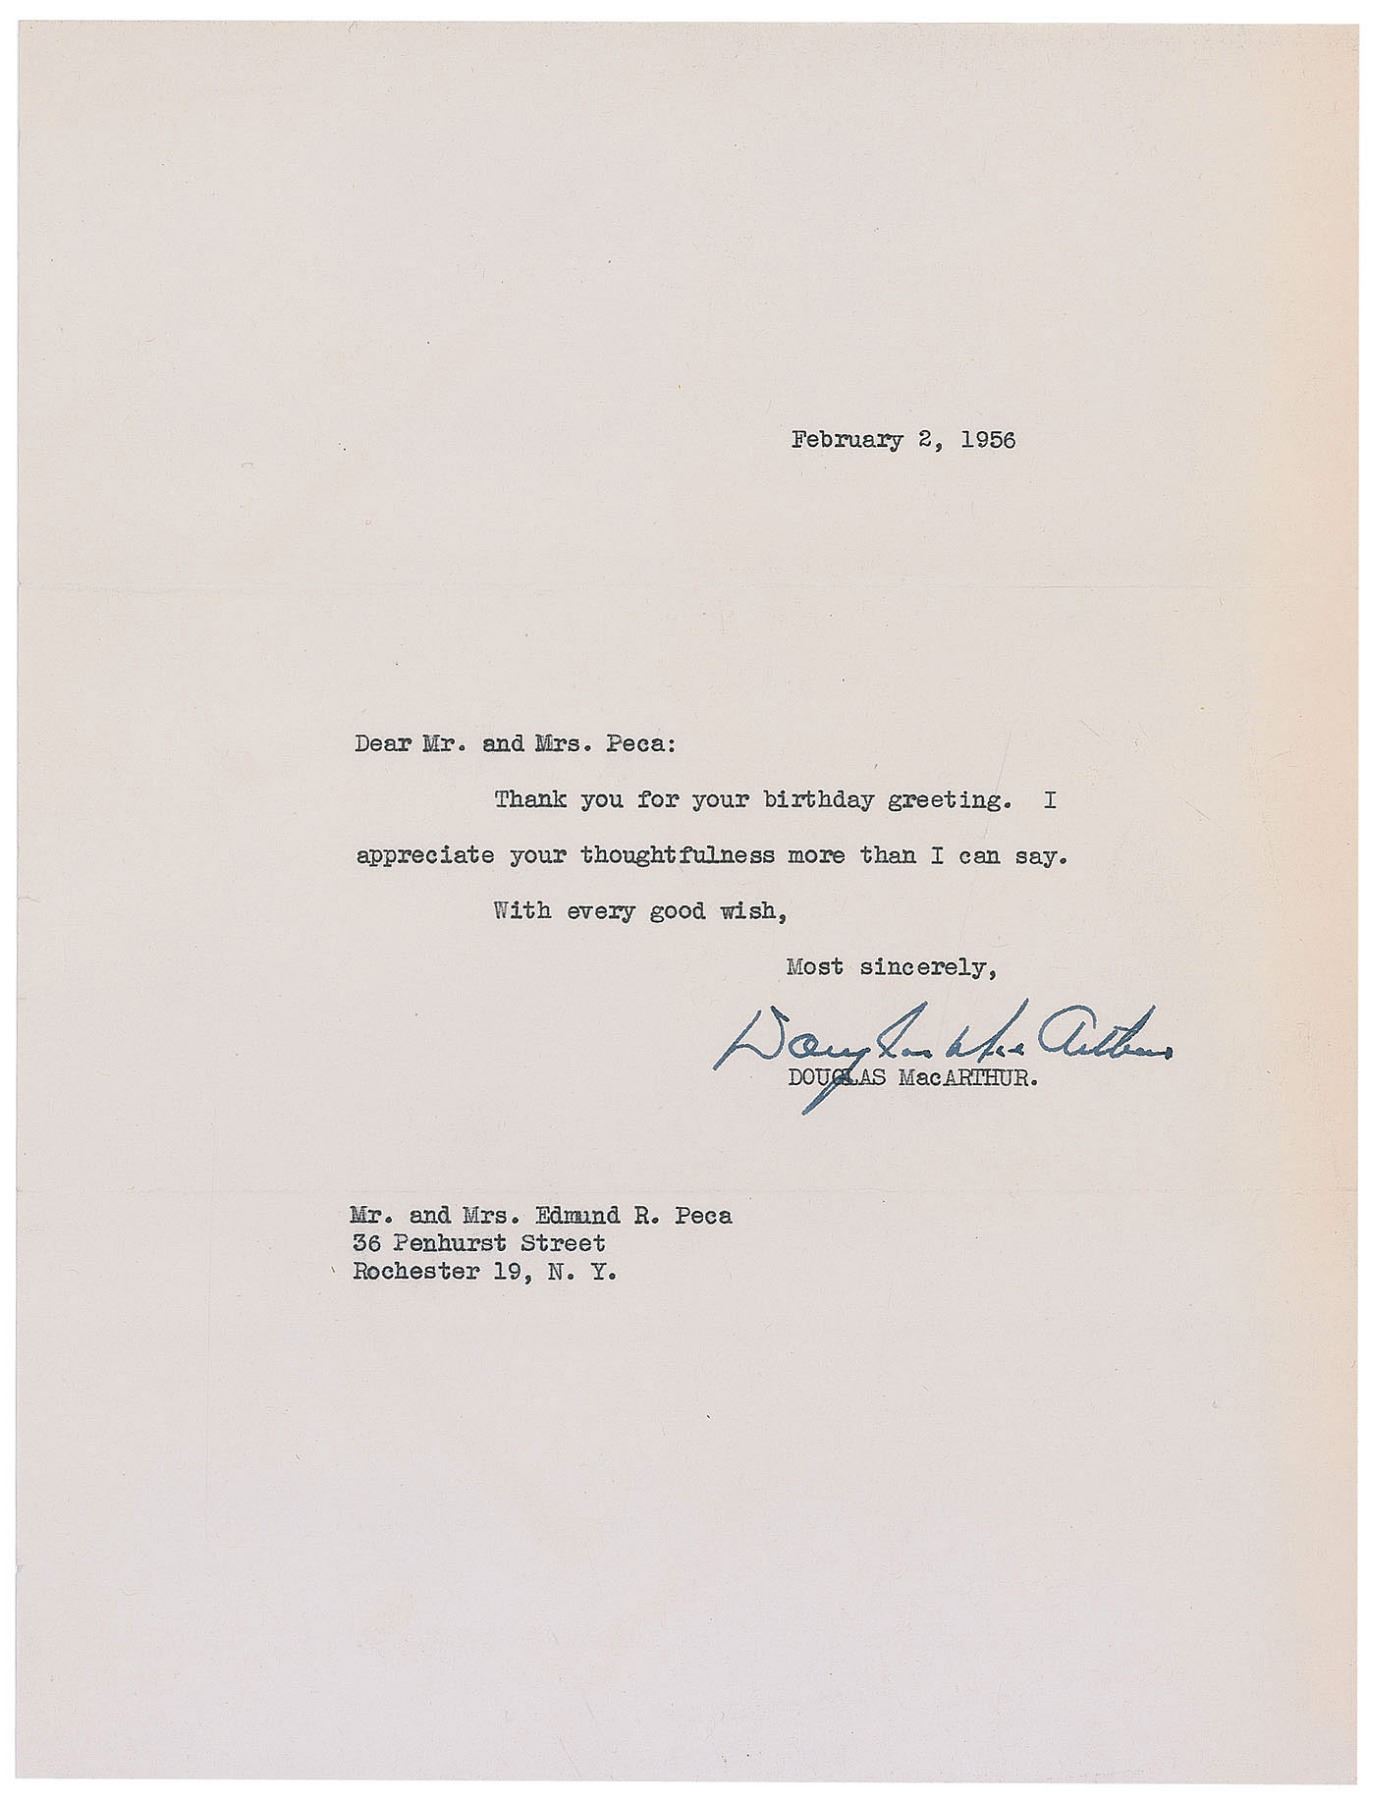 February 2, 1956
Dear Mr. and Mrs. Peca:
Thank you for your birthday greeting. I
appreciate your thoughtfulness more than I can say.
With every good wish,
Most sincerely,
Douglas MacArthur
DOUGLAS MacARTHUR.
Mr. and Mrs. Edmund R. Peca
36 Penhurst Street
Rochester 19, N. Y.